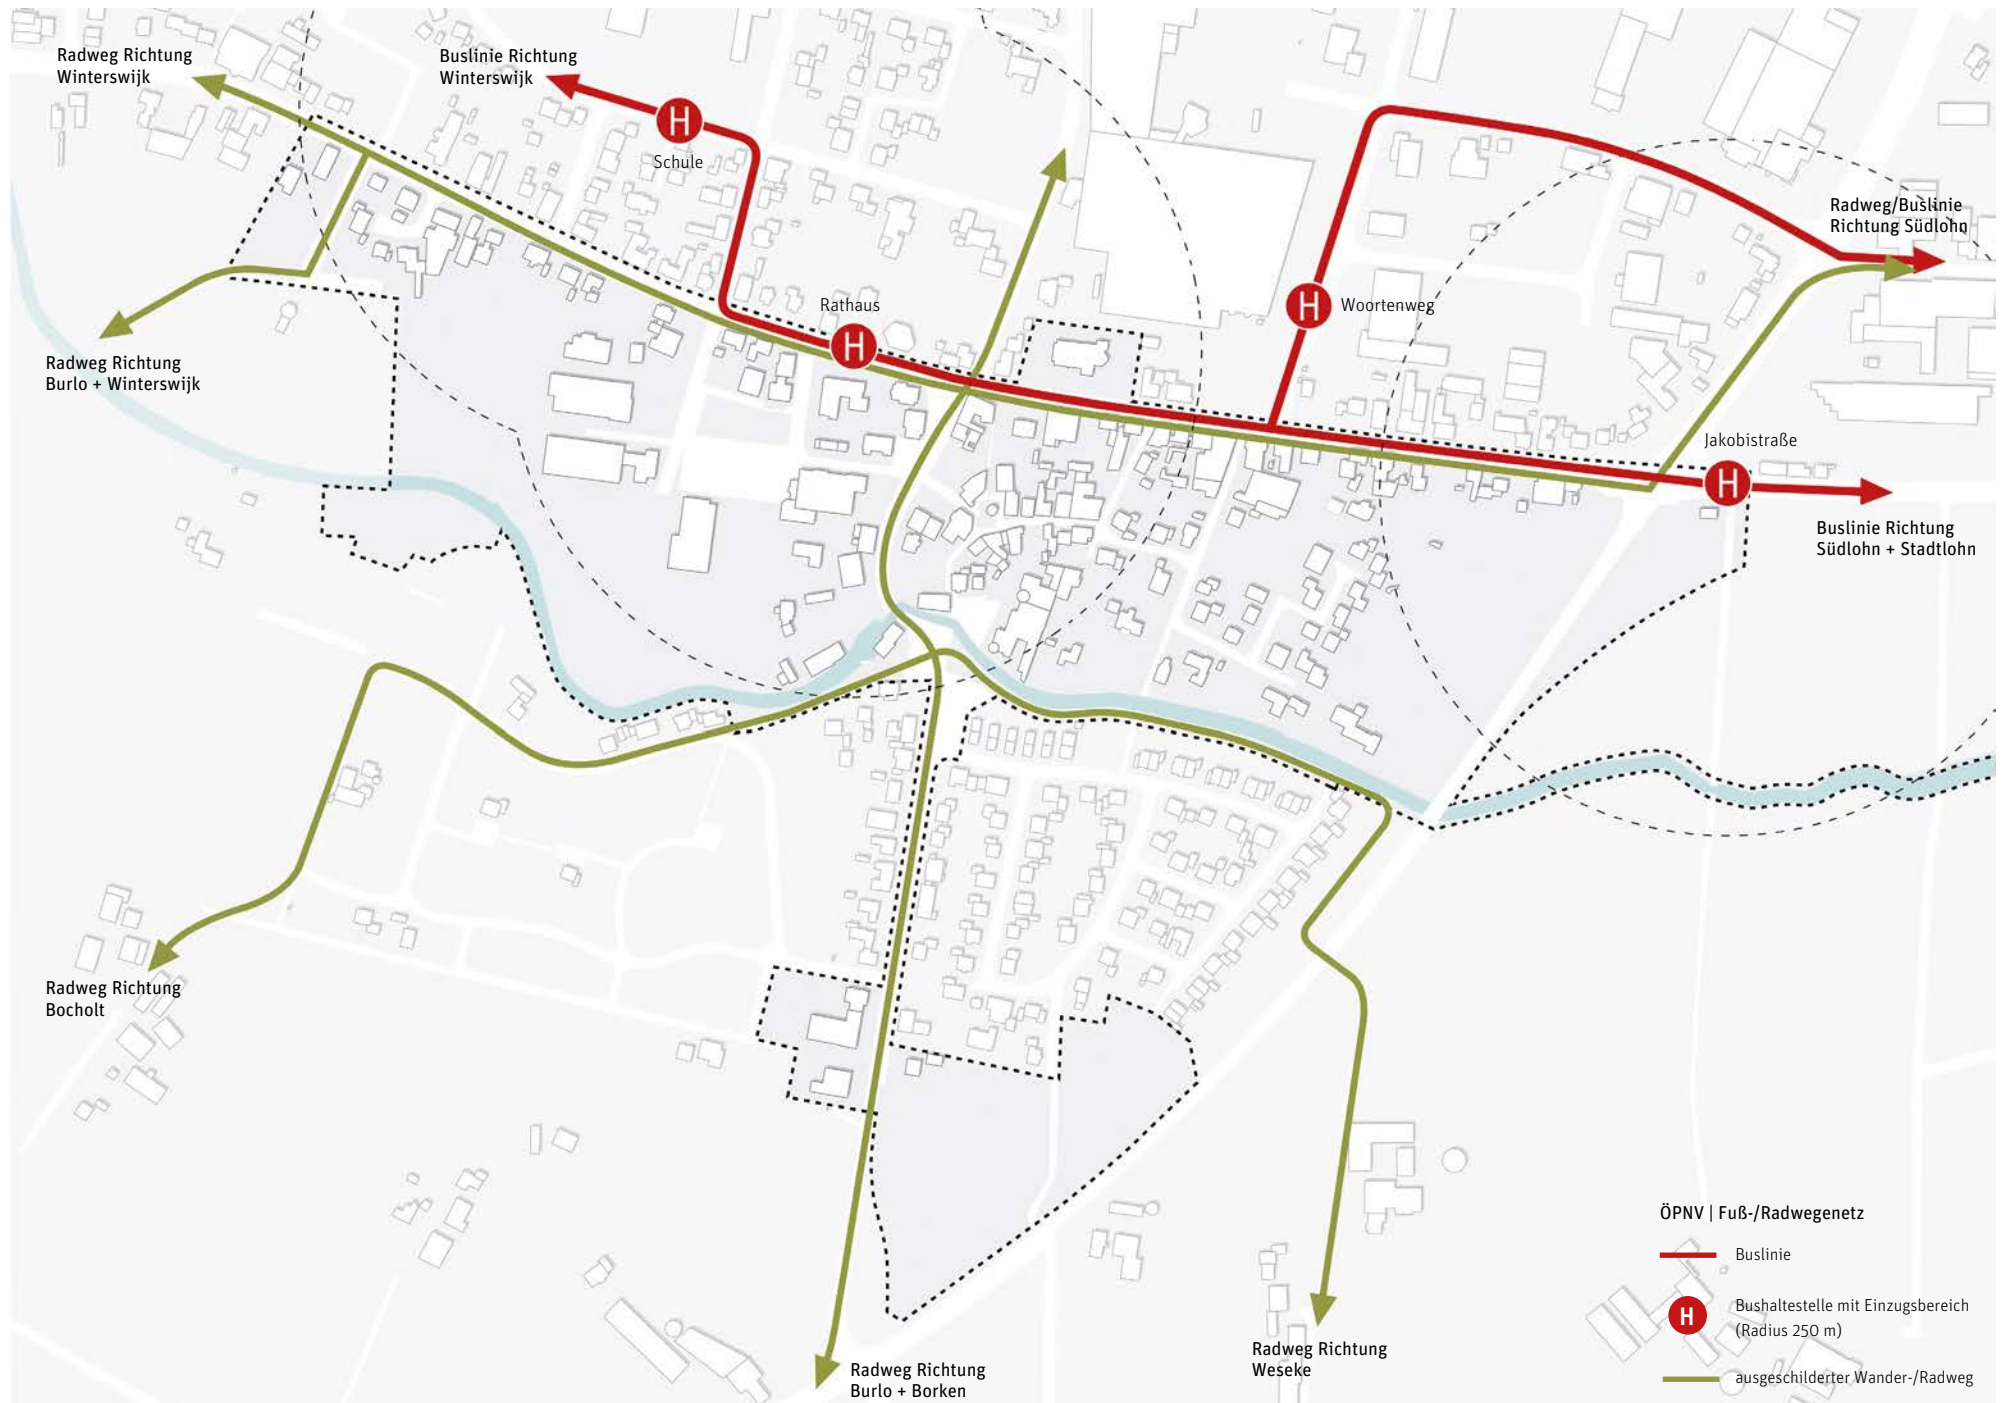 Radweg Richtung
Winterswijk
Buslinie Richtung
Winterswijk
H
Schule
Radweg/Buslinie
Richtung Südlohn
Rathaus
H
H
Woortenweg
Radweg Richtung
Burlo + Winterswijk
Jakobistraße
H
Buslinie Richtung
Südlohn + Stadtlohn
Radweg Richtung
Bocholt
Radweg Richtung
Burlo + Borken
Radweg Richtung
Weseke
ÖPNV | Fuß-/Radwegenetz
Buslinie
H
Bushaltestelle mit Einzugsbereich
(Radius 250 m)
ausgeschilderter Wander-/Radweg